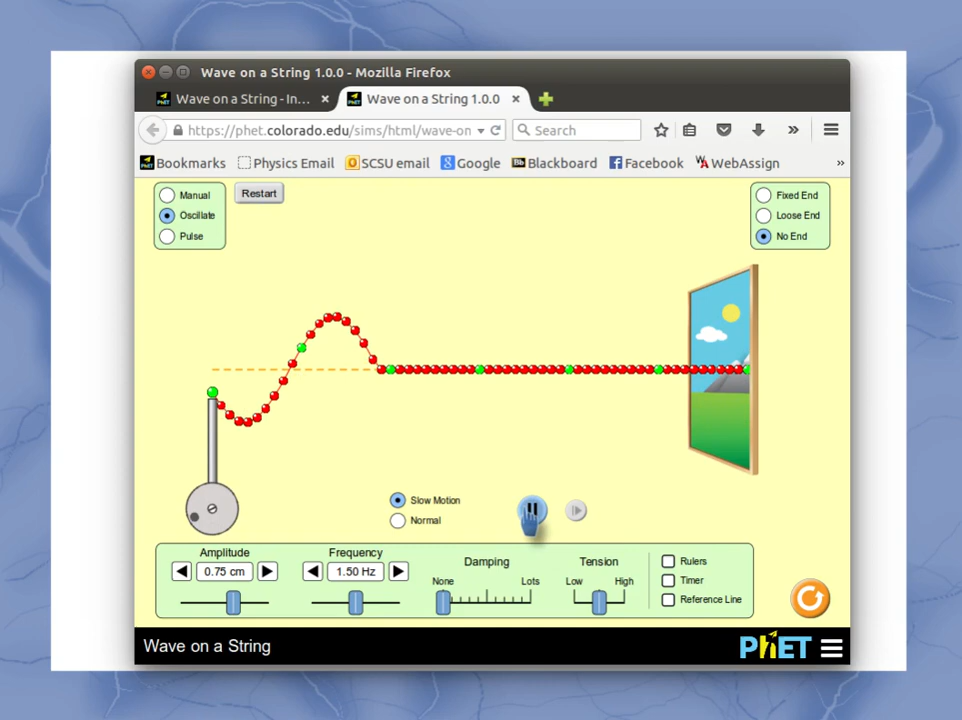 Wave on a String 1.0.0 - Mozilla Firefox
Wave on a String - In... × Wave on a String 1.0.0 ×
https://phet.colorado.edu/sims/html/wave-on Search
Bookmarks Physics Email SCSU email Google Blackboard Facebook WebAssign »
Manual Restart Fixed End
Oscillate Loose End
Pulse No End
Slow Motion
Normal
Amplitude Frequency Damping Tension Rulers
0.75 cm 1.50 Hz None Lots Low High Timer
Reference Line
Wave on a String PhET